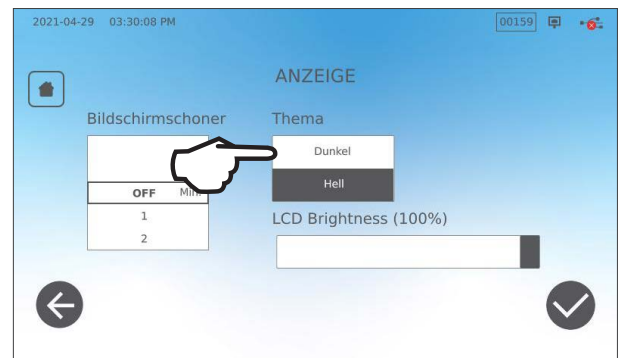 2021-04-29 03:30:08 PM
00159
ANZEIGE
Bildschirmschoner
Thema
Dunkel
OFF
Hell
1
2
LCD Brightness (100%)